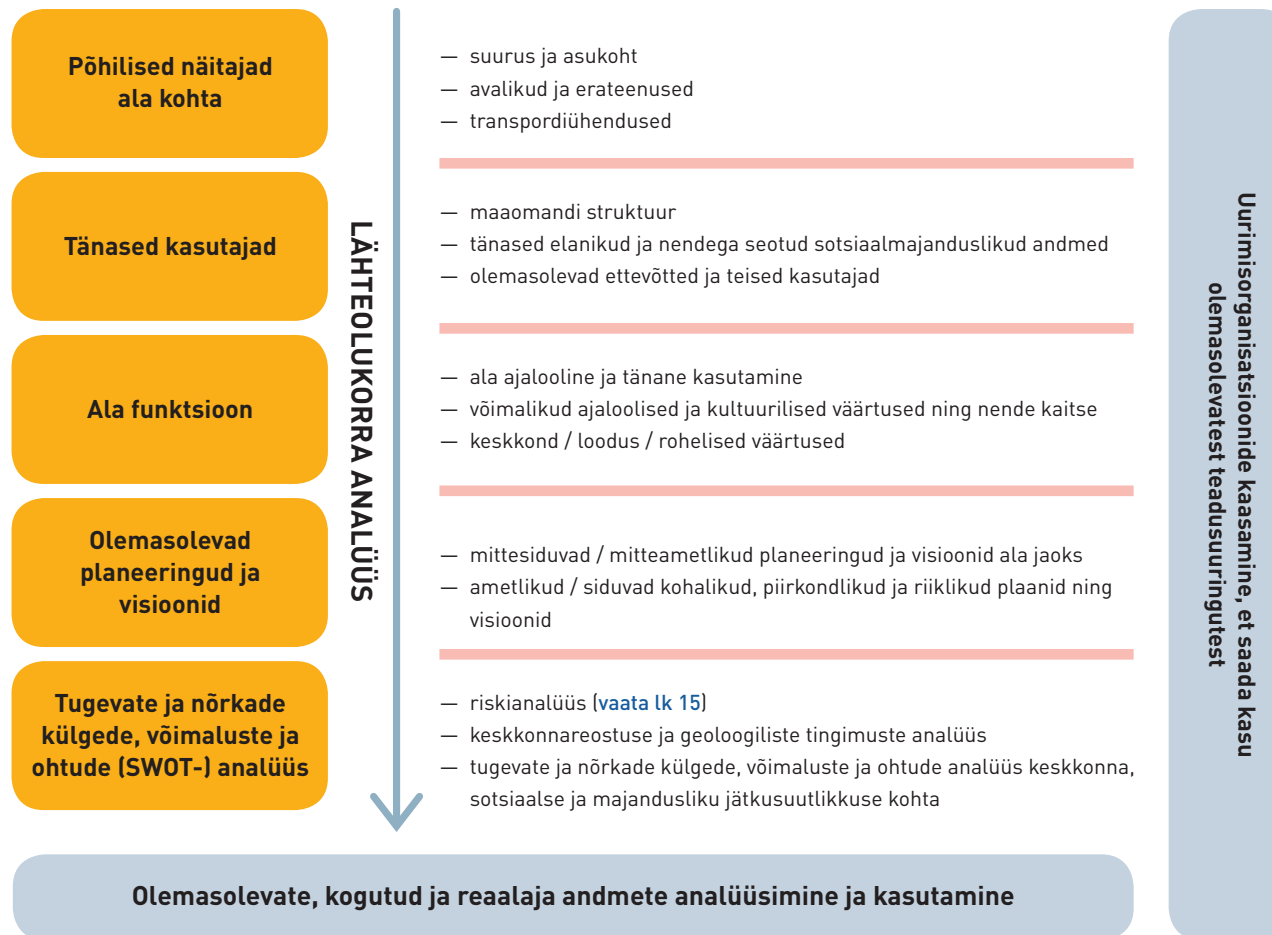 Põhilised näitajad
ala kohta
— suurus ja asukoht
— avalikud ja erateenused
— transpordiühendused
Tänased kasutajad
— maaomandi struktuur
— tänased elanikud ja nendega seotud sotsiaalmajanduslikud andmed
— olemasolevad ettevõtted ja teised kasutajad
LÄHTEOLUKORRA ANALÜÜS
Ala funktsioon
— ala ajalooline ja tänane kasutamine
— võimalikud ajaloolised ja kultuurilised väärtused ning nende kaitse
— keskkond / loodus / rohelised väärtused
Olemasolevad
planeeringud ja
visioonid
— mittesiduvad / mitteametlikud planeeringud ja visioonid ala jaoks
— ametlikud / siduvad kohalikud, piirkondlikud ja riiklikud plaanid ning
visioonid
Tugevate ja nõrkade
külgede, võimaluste ja
ohtude (SWOT-) analüüs
— riskianalüüs (vaata lk 15)
— keskkonnareostuse ja geoloogiliste tingimuste analüüs
— tugevate ja nõrkade külgede, võimaluste ja ohtude analüüs keskkonna,
sotsiaalse ja majandusliku jätkusuutlikkuse kohta
Olemasolevate, kogutud ja reaalaja andmete analüüsimine ja kasutamine
Uurimisorganisatsioonide kaasamine, et saada kasu
olemasolevatest teadusuuringutest